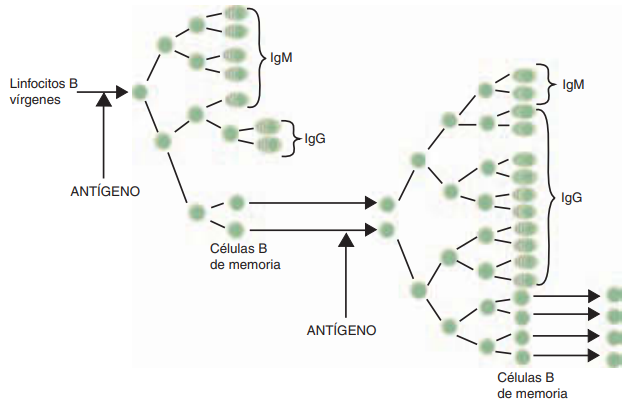 IgM
Linfocitos B
vírgenes
IgG
ANTÍGENO
Células B
de memoria
IgM
IgG
ANTÍGENO
Células B
de memoria